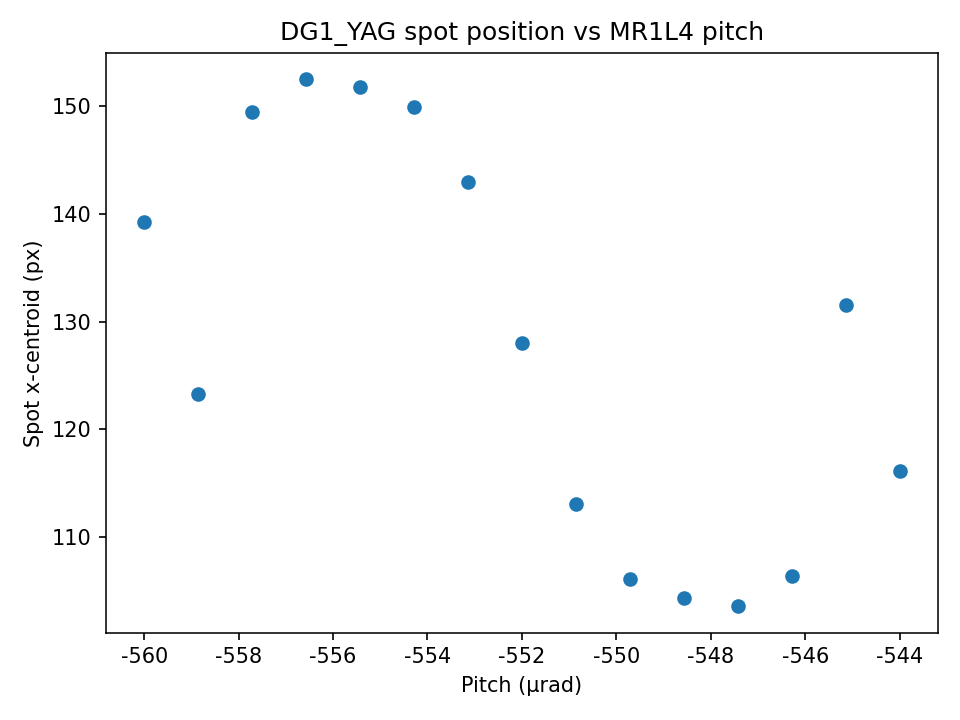 DG1_YAG spot position vs MR1L4 pitch
Spot x-centroid (px)
150
140
130
120
110
-560 -558 -556 -554 -552 -550 -548 -546 -544
Pitch (μrad)